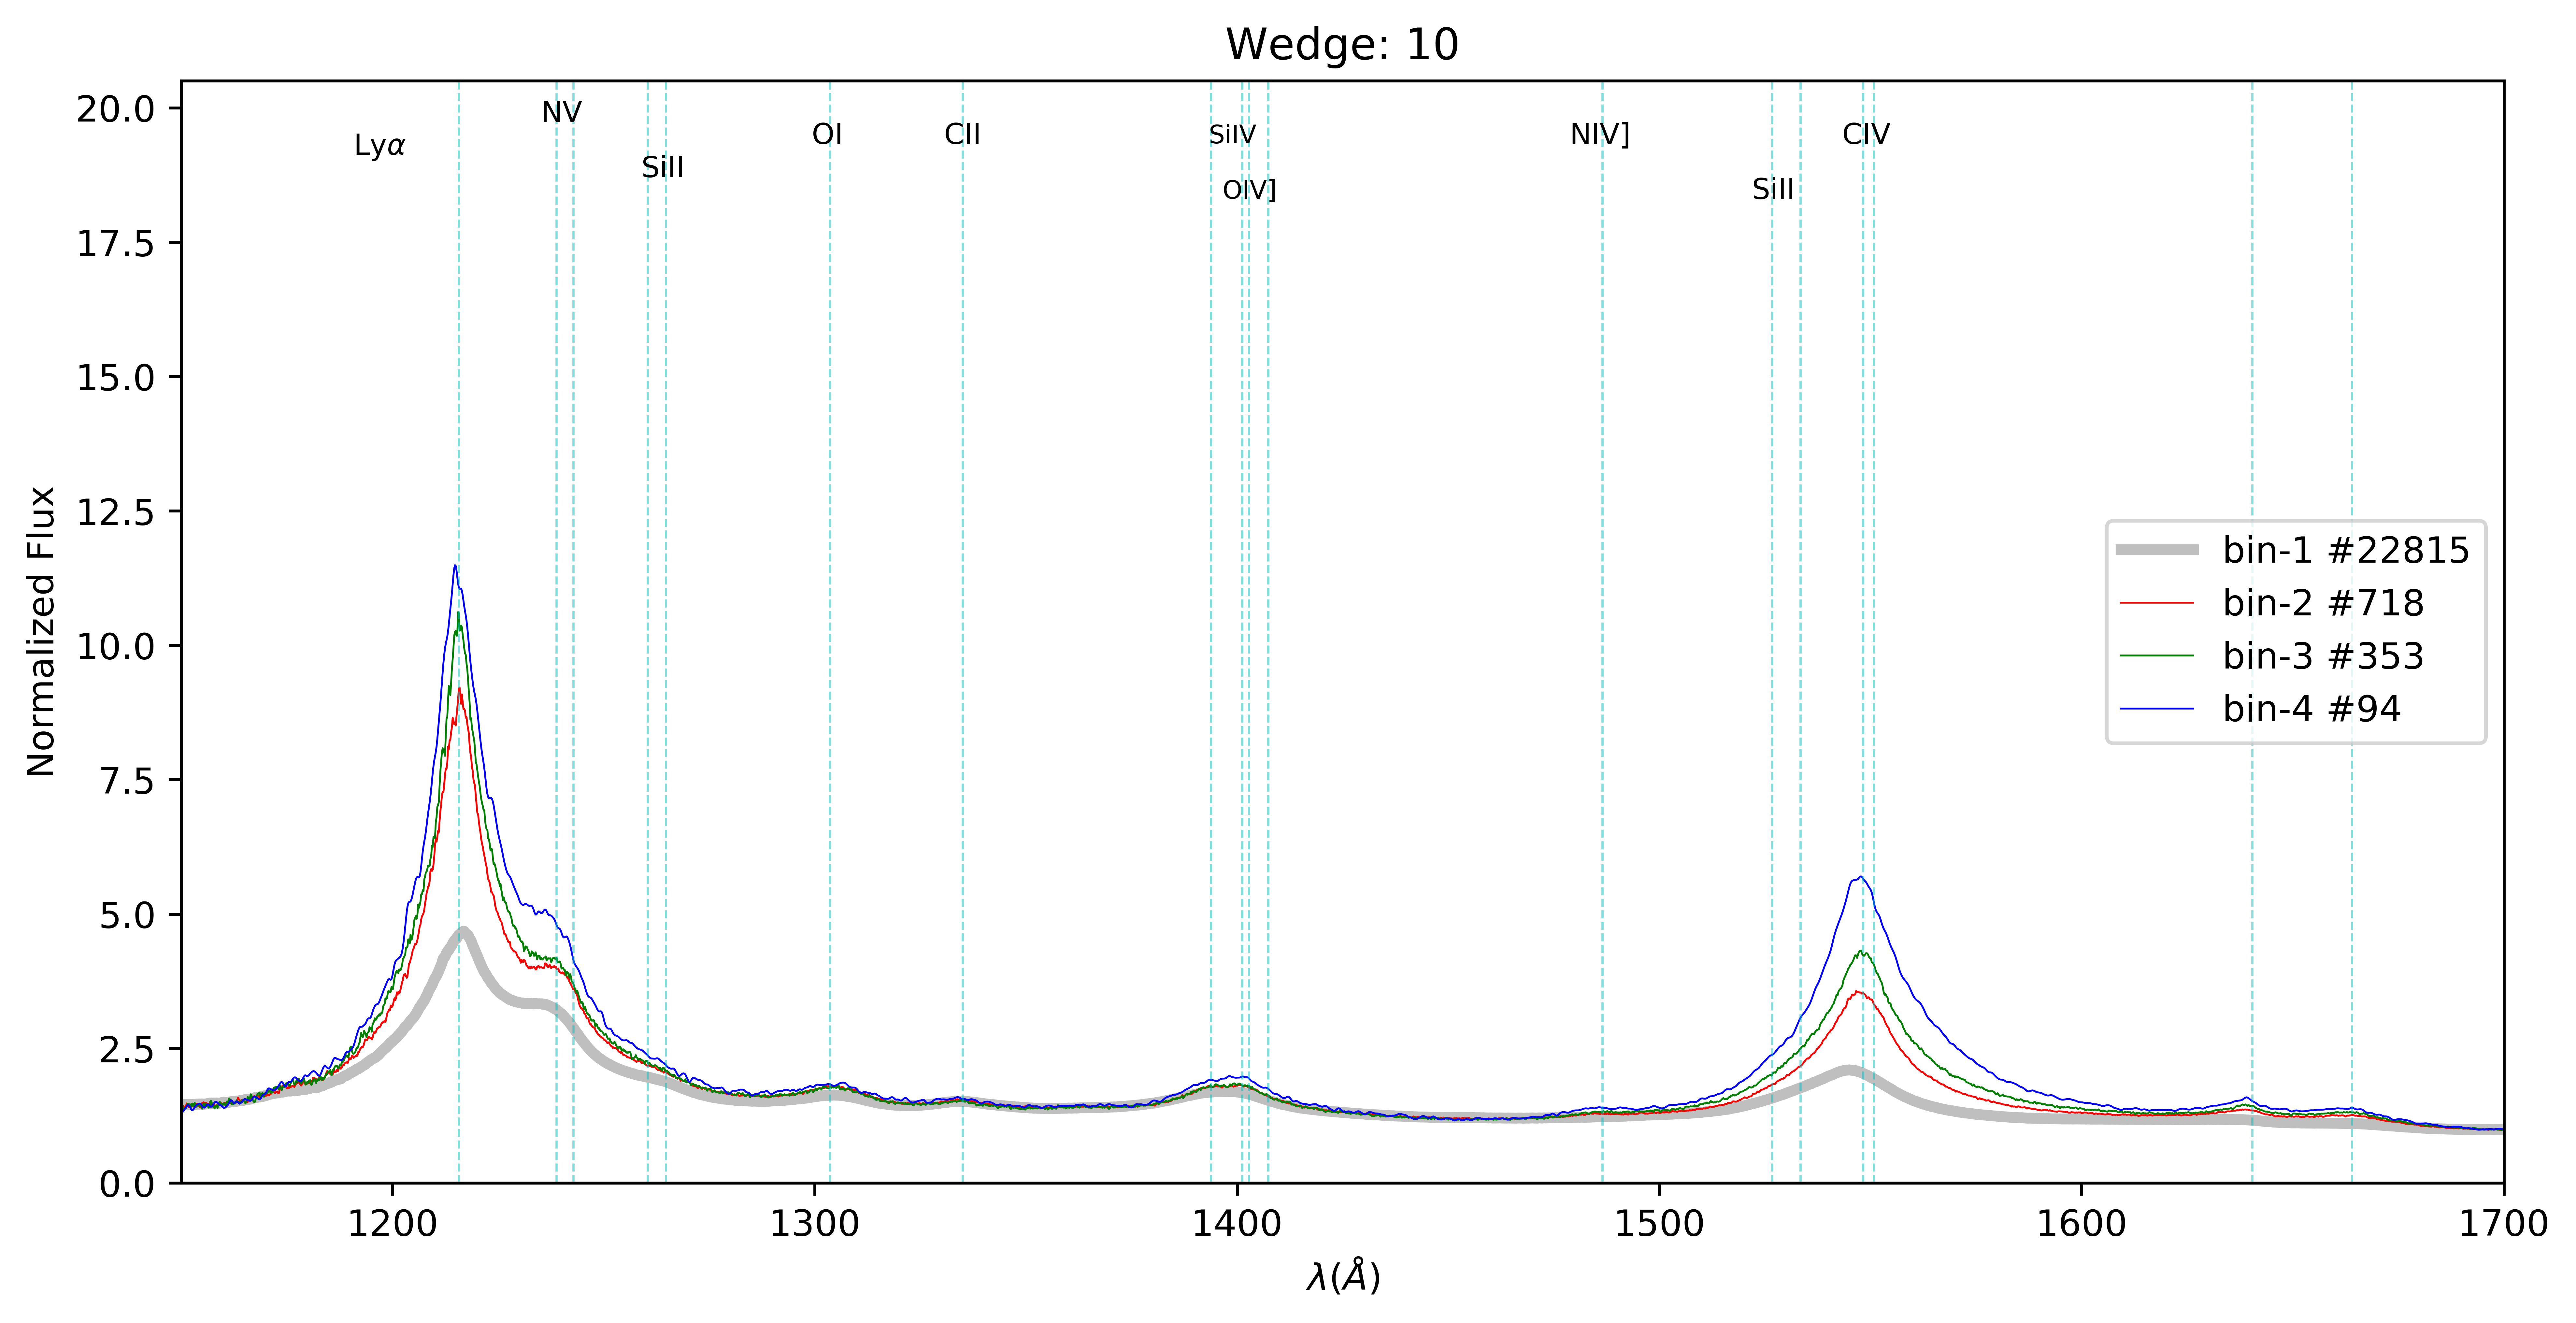 Wedge: 10
20.0
17.5
15.0
12.5
10.0
7.5
5.0
2.5
0.0
Normalized Flux
Lyα
NV
SiII
OI
CII
SiIV
OIV]
NIV]
SiII
CIV
bin-1 #22815
bin-2 #718
bin-3 #353
bin-4 #94
1200
1300
1400
1500
1600
1700
λ(Å)